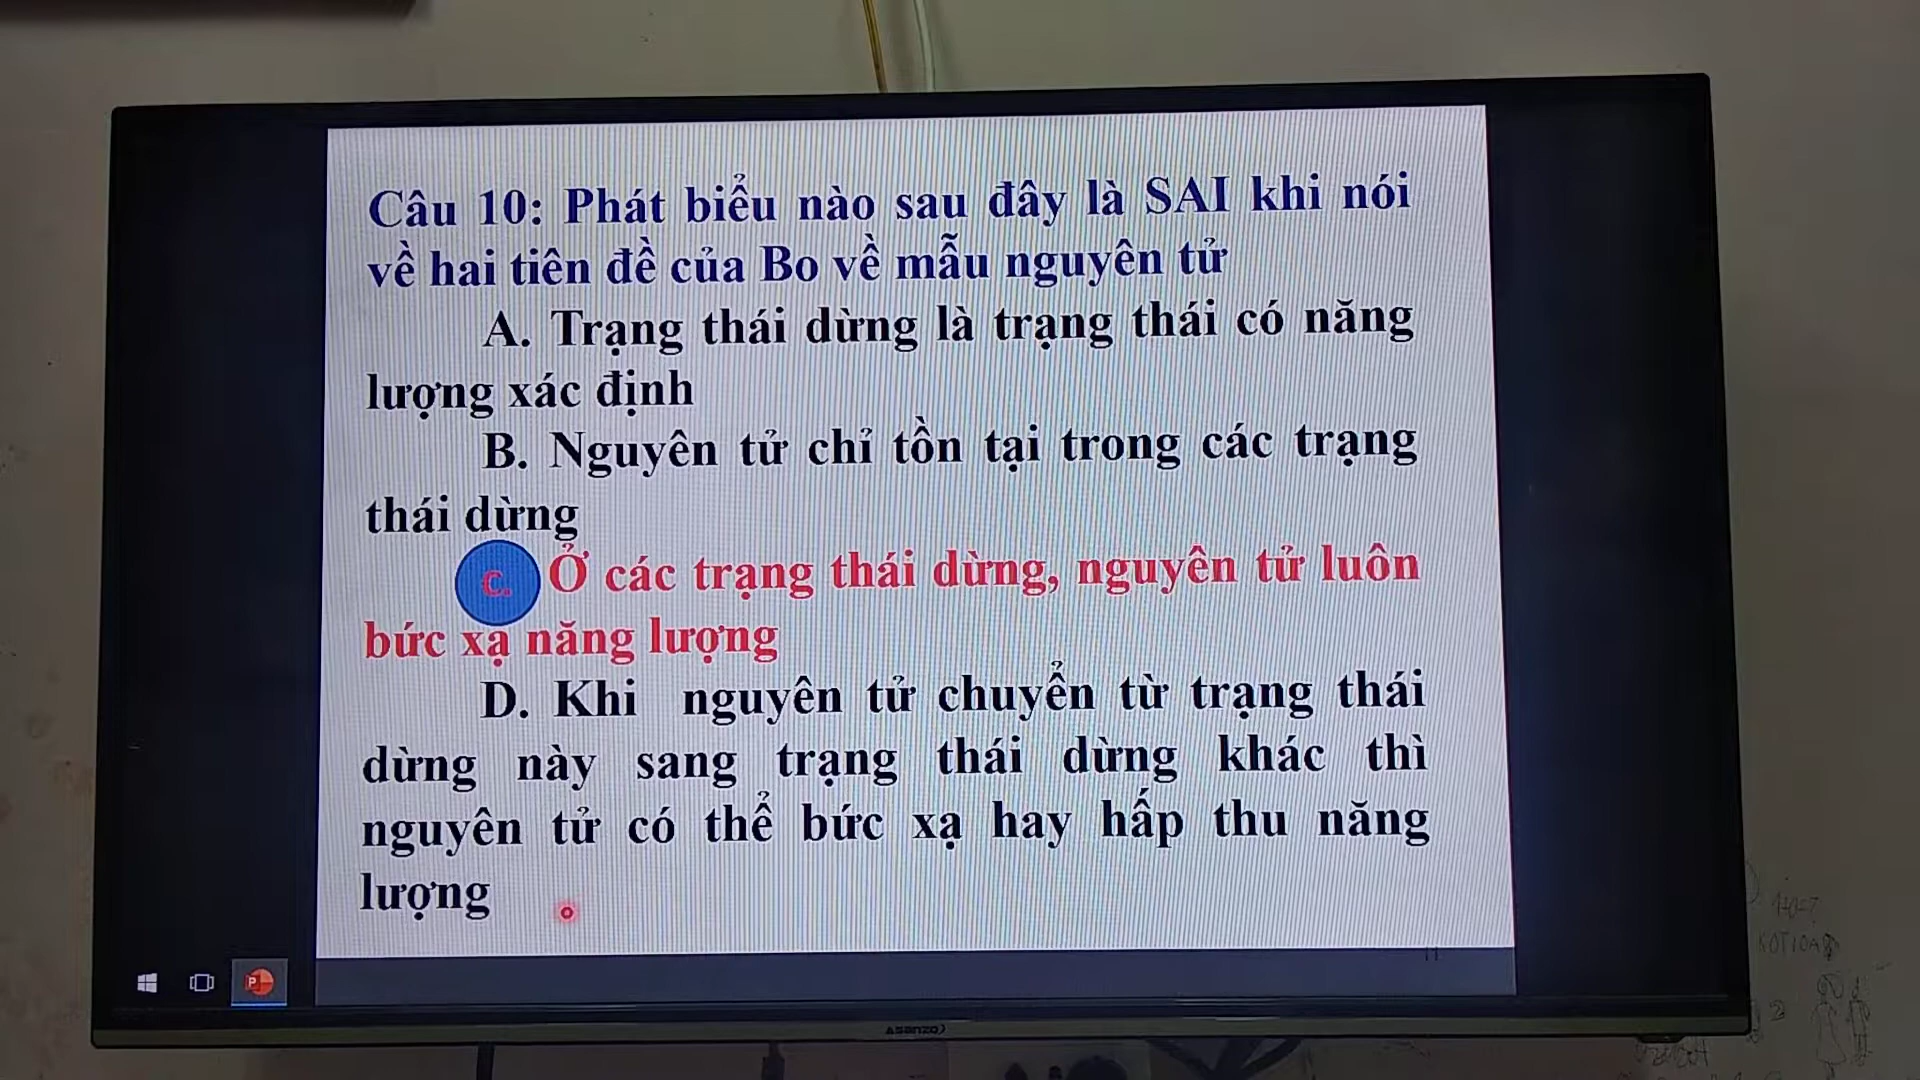 Câu 10: Phát biểu nào sau đây là SAI khi nói
về hai tiên đề của Bo về mẫu nguyên tử
A. Trạng thái dừng là trạng thái có năng
lượng xác định
B. Nguyên tử chỉ tồn tại trong các trạng
thái dừng
C. Ở các trạng thái dừng, nguyên tử luôn
bức xạ năng lượng
D. Khi nguyên tử chuyển từ trạng thái
dừng này sang trạng thái dừng khác thì
nguyên tử có thể bức xạ hay hấp thu năng
lượng
11
P
Asanzo